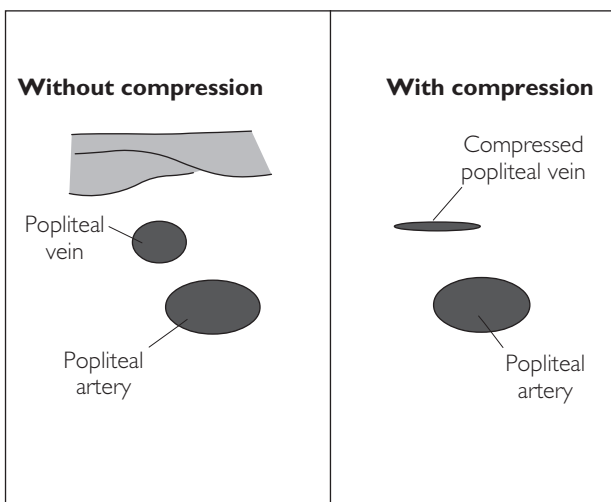 Without compression
Popliteal
vein
Popliteal
artery
With compression
Compressed
popliteal vein
Popliteal
artery